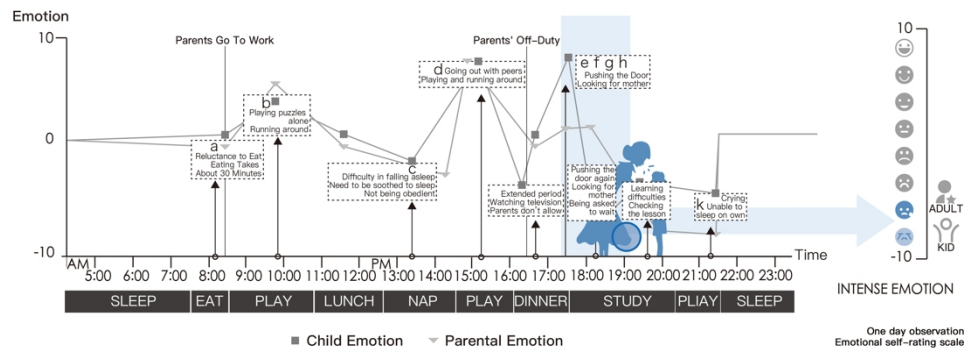 Emotion
10
0
-10
Parents Go To Work
Parents' Off-Duty
a
Reluctance to Eat
Eating Takes
About 30 Minutes
b
Playing puzzles
alone
Running around
c
Difficulty in falling asleep
Need to be soothed to sleep
Not being obedient
d Going out with peers
Playing and running around
Extended period
Watching television
Parents don't allow
e f g h
Pushing the Door
Looking for mother
Pushing the
door again
Looking for
mother
Being asked
to wait
Learning
difficulties
Checking
the lesson
K Crying
Unable to
sleep on own
AM PM Time
5:00 6:00 7:00 8:00 9:00 10:00 11:00 12:00 13:00 14:00 15:00 16:00 17:00 18:00 19:00 20:00 21:00 22:00 23:00
SLEEP EAT PLAY LUNCH NAP PLAY DINNER STUDY PLIAY SLEEP
Child Emotion Parental Emotion
10
-10
ADULT
KID
INTENSE EMOTION
One day observation
Emotional self-rating scale